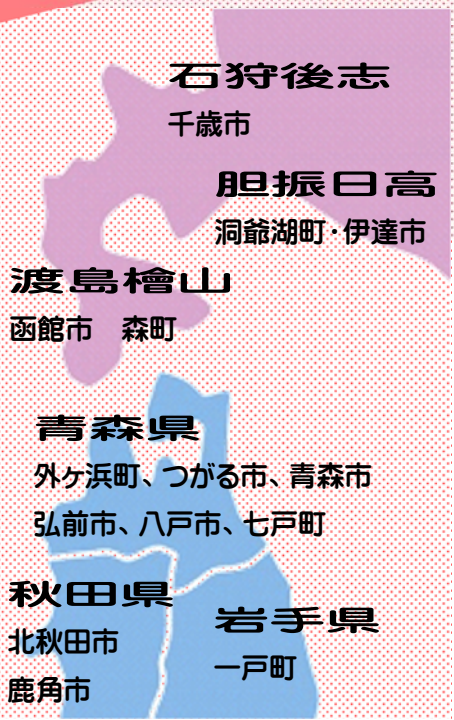 石狩後志
千歳市
胆振日高
洞爺湖町・伊達市
渡島檜山
函館市　森町
青森県
外ヶ浜町、つがる市、青森市
弘前市、八戸市、七戸町
秋田県
北秋田市
鹿角市
岩手県
一戸町